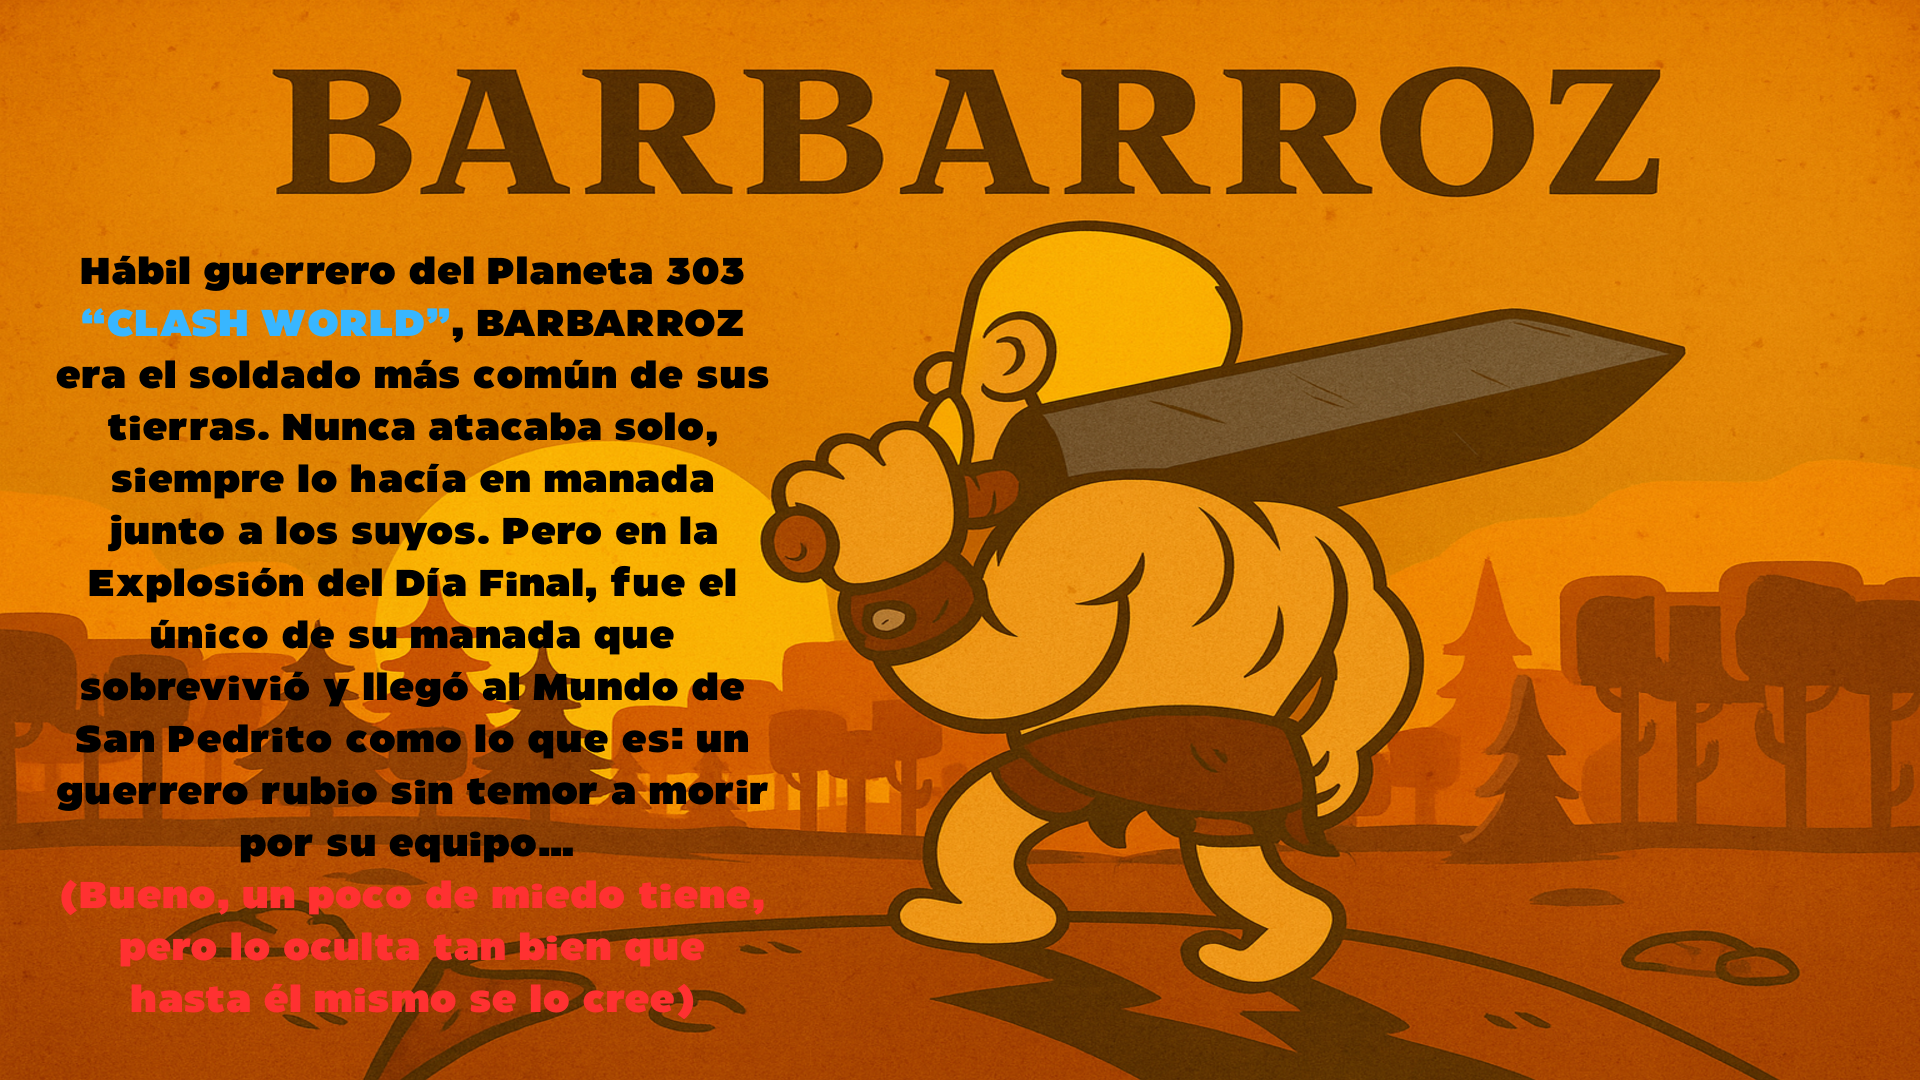 BARBARROZ
Hábil guerrero del Planeta 303
“CLASH WORLD”, BARBARROZ
era el soldado más común de sus
tierras. Nunca atacaba solo,
siempre lo hacía en manada
junto a los suyos. Pero en la
Explosión del Día Final, fue el
único de su manada que
sobrevivió y llegó al Mundo de
San Pedrito como lo que es: un
guerrero rubio sin temor a morir
por su equipo...
(Bueno, un poco de miedo tiene,
pero lo oculta tan bien que
hasta él mismo se lo cree)